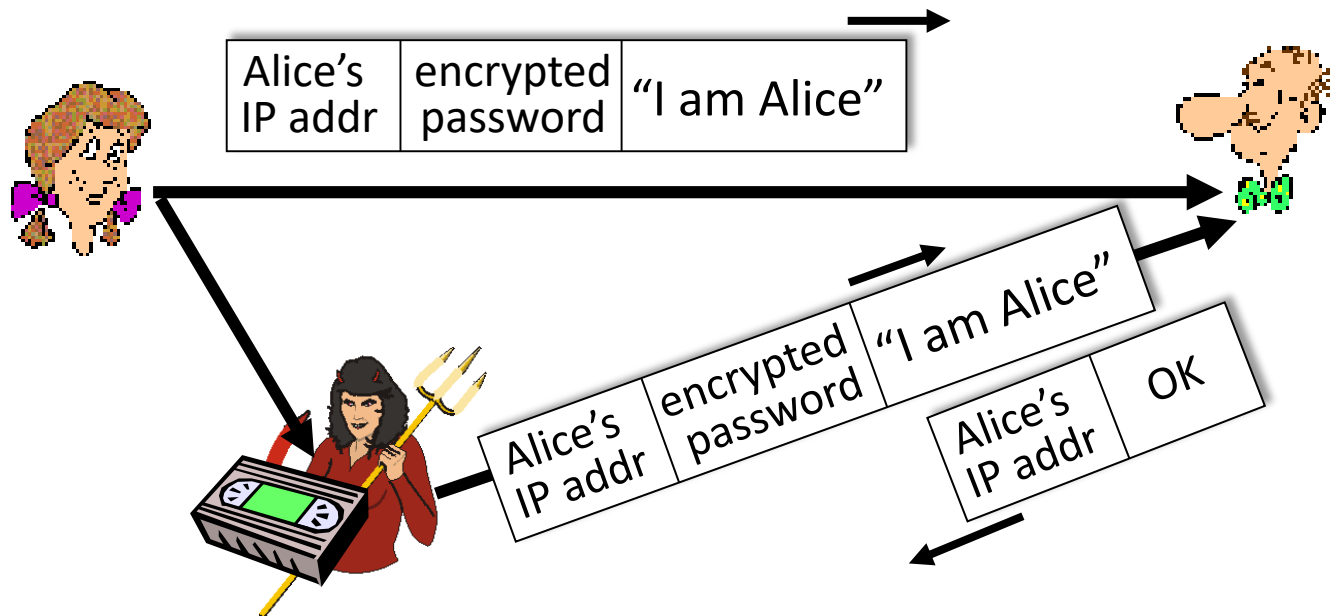 Alice’s
IP addr
encrypted
password
“I am Alice”
Alice’s
IP addr
encrypted
password
“I am Alice”
Alice’s
IP addr
OK